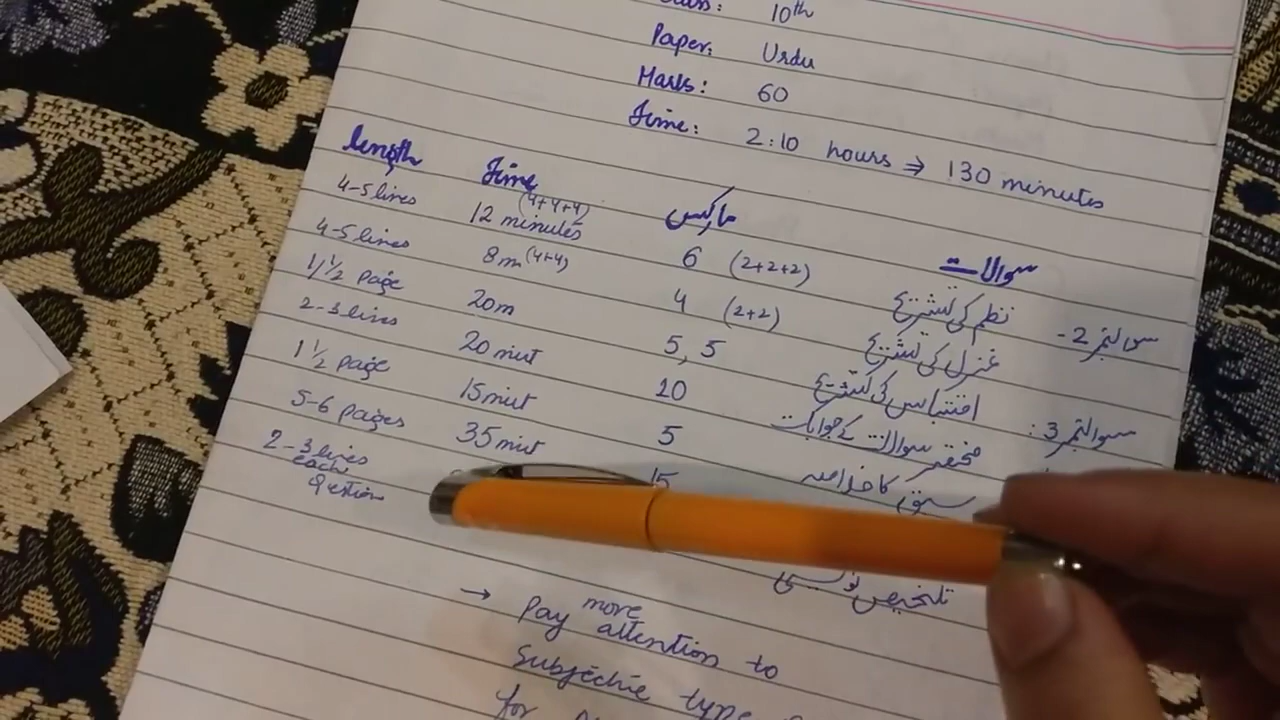 10th
Paper: Urdu
Marks: 60
Time: 2:10 hours ⇒ 130 minutes
length Time مارکس سوالات
4-5 lines 12 minutes (4+4+4) 6 (2+2+2) نظم کی تشریح سوالنمبر 2-
4-5 lines 8m (4+4) 4 (2+2) غزل کی تشریح
1/1½ page 20m 5, 5 اقتباس کی تشریح سوالنمبر 3:
2-3 lines 20 mint 10 مختصر سوالات کے جوابات
1½ page 15 mint 5 سبق کا خلاصہ
5-6 pages 35 mint 15
2-3 lines each Qestion تلخیص نویسی
→ Pay more attention to
Subjective type
for